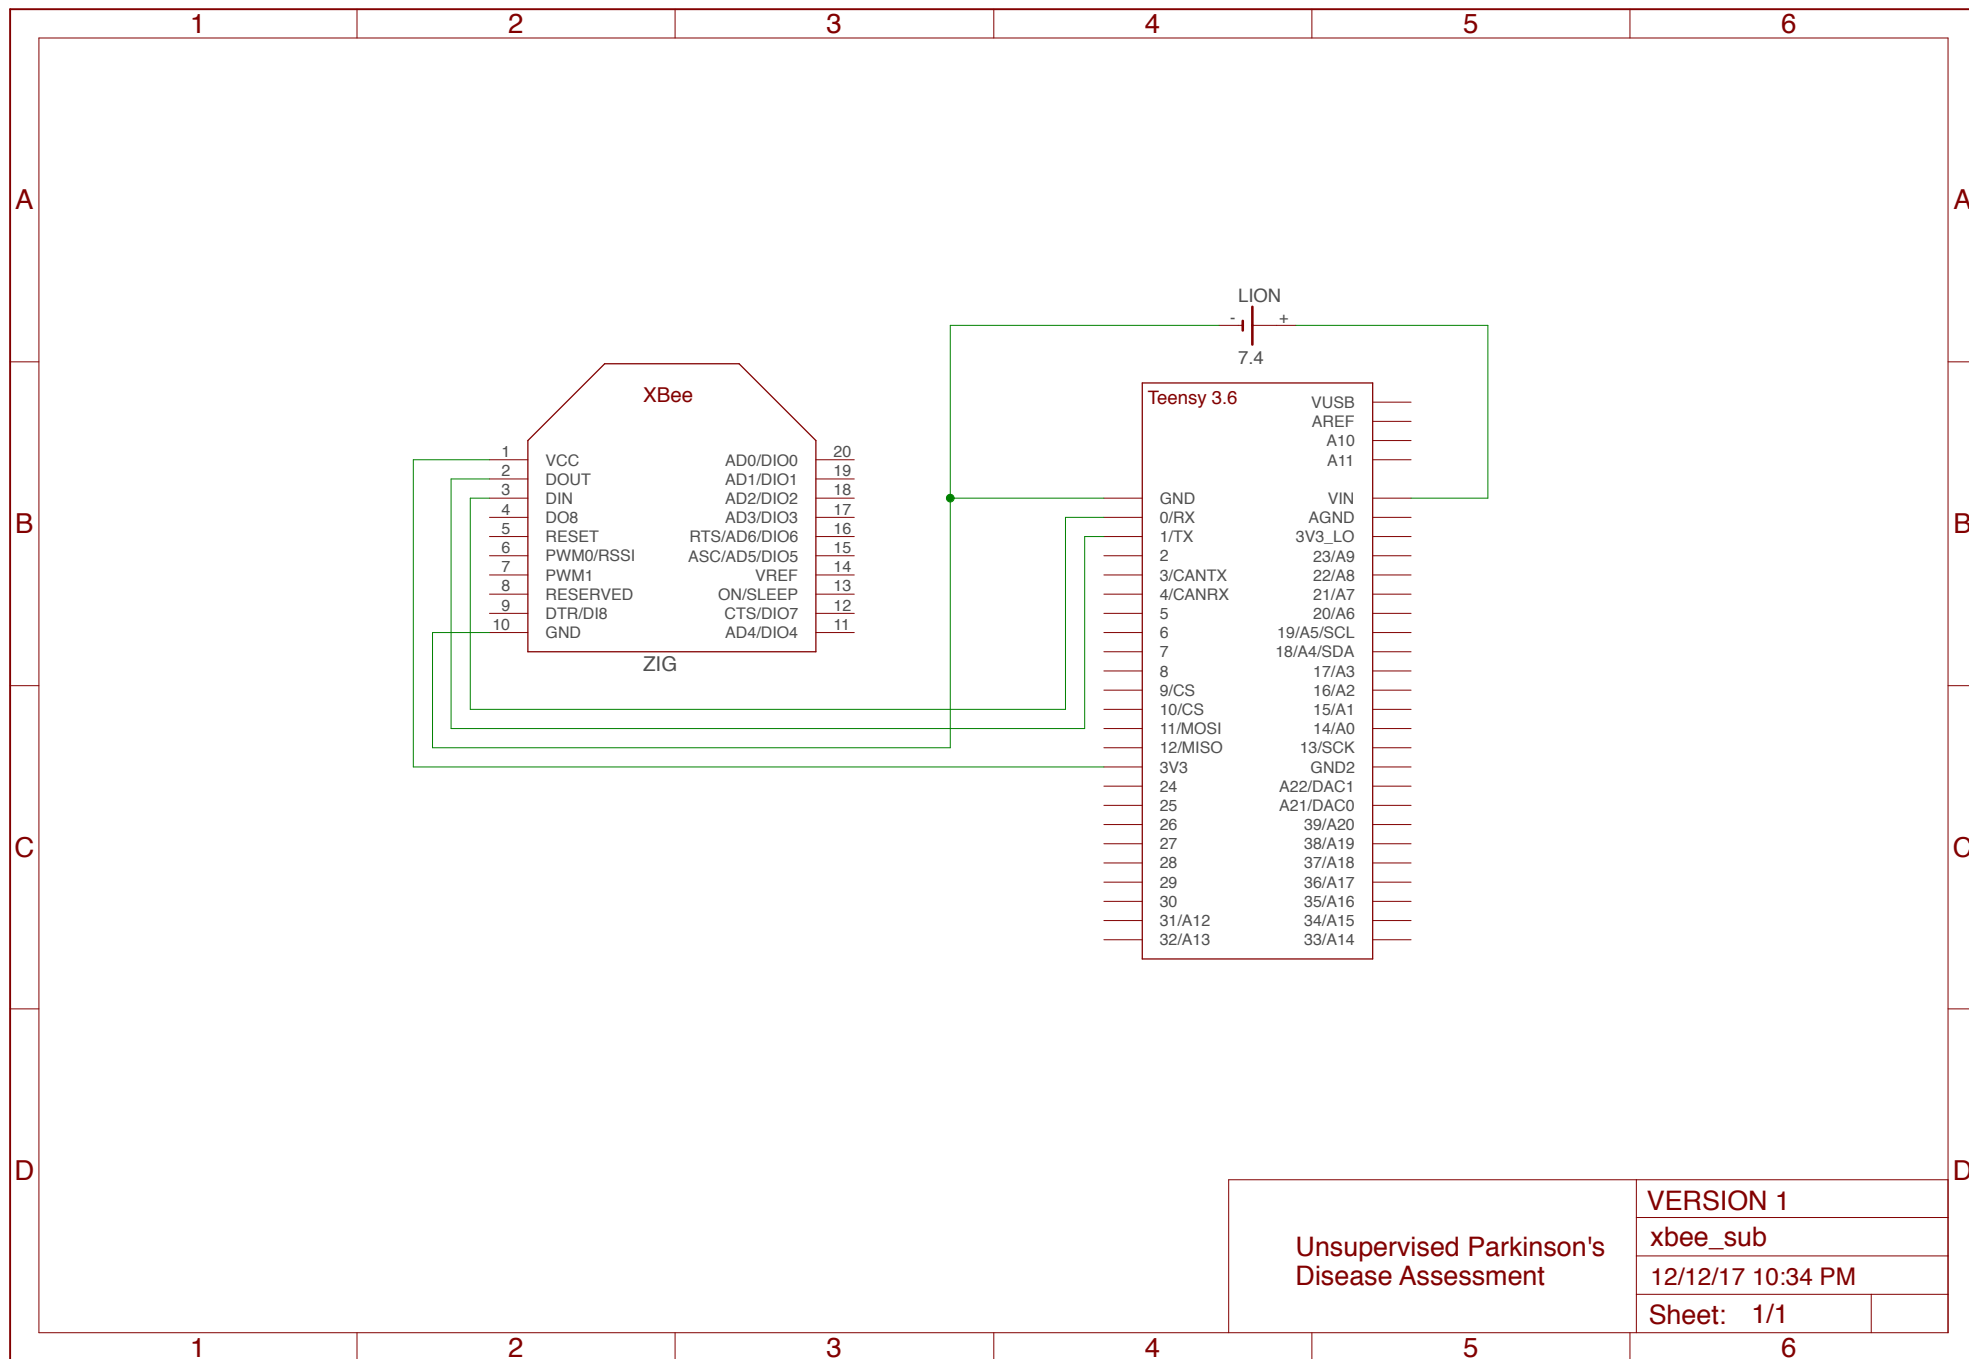 1 2 3 4 5 6
A A
LION
- +
7.4
XBee
1 VCC AD0/DIO0 20
2 DOUT AD1/DIO1 19
3 DIN AD2/DIO2 18
4 DO8 AD3/DIO3 17
5 RESET RTS/AD6/DIO6 16
6 PWM0/RSSI ASC/AD5/DIO5 15
7 PWM1 VREF 14
8 RESERVED ON/SLEEP 13
9 DTR/DI8 CTS/DIO7 12
10 GND AD4/DIO4 11
ZIG
Teensy 3.6
VUSB
AREF
A10
A11
GND VIN
0/RX AGND
1/TX 3V3_LO
2 23/A9
3/CANTX 22/A8
4/CANRX 21/A7
5 20/A6
6 19/A5/SCL
7 18/A4/SDA
8 17/A3
9/CS 16/A2
10/CS 15/A1
11/MOSI 14/A0
12/MISO 13/SCK
3V3 GND2
24 A22/DAC1
25 A21/DAC0
26 39/A20
27 38/A19
28 37/A18
29 36/A17
30 35/A16
31/A12 34/A15
32/A13 33/A14
B B
C C
D D
Unsupervised Parkinson's
Disease Assessment
VERSION 1
xbee_sub
12/12/17 10:34 PM
Sheet: 1/1
1 2 3 4 5 6